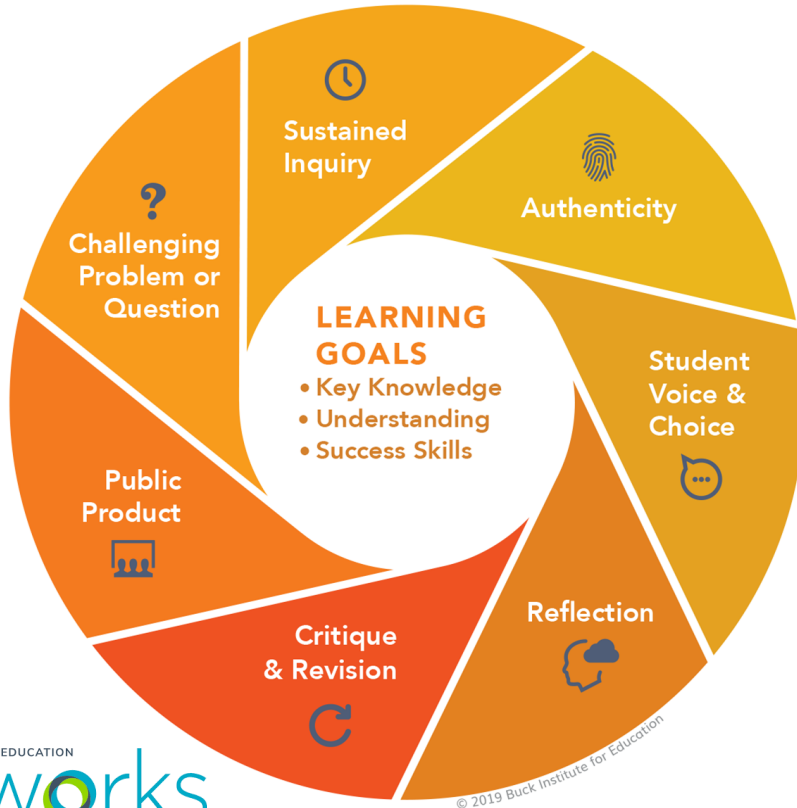 Sustained
Inquiry
Authenticity
?
Challenging
Problem or
Question
LEARNING
GOALS
• Key Knowledge
• Understanding
• Success Skills
Student
Voice &
Choice
Public
Product
Reflection
Critique
& Revision
EDUCATION
works
© 2019 Buck Institute for Education